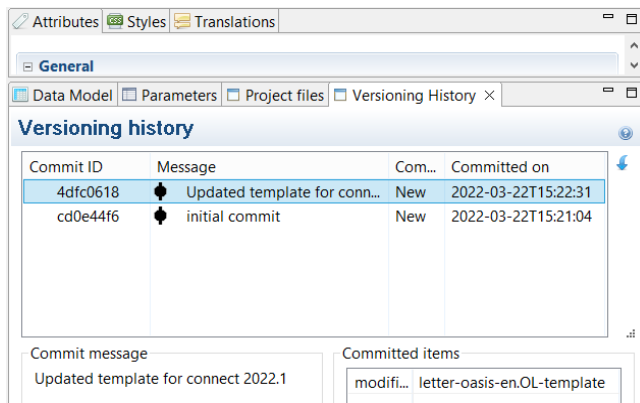 Attributes Styles Translations
General
Data Model Parameters Project files Versioning History
Versioning history
Commit ID Message Com... Committed on
4dfc0618 Updated template for conn... New 2022-03-22T15:22:31
cd0e44f6 initial commit New 2022-03-22T15:21:04
Commit message Committed items
Updated template for connect 2022.1 modifi... letter-oasis-en.OL-template